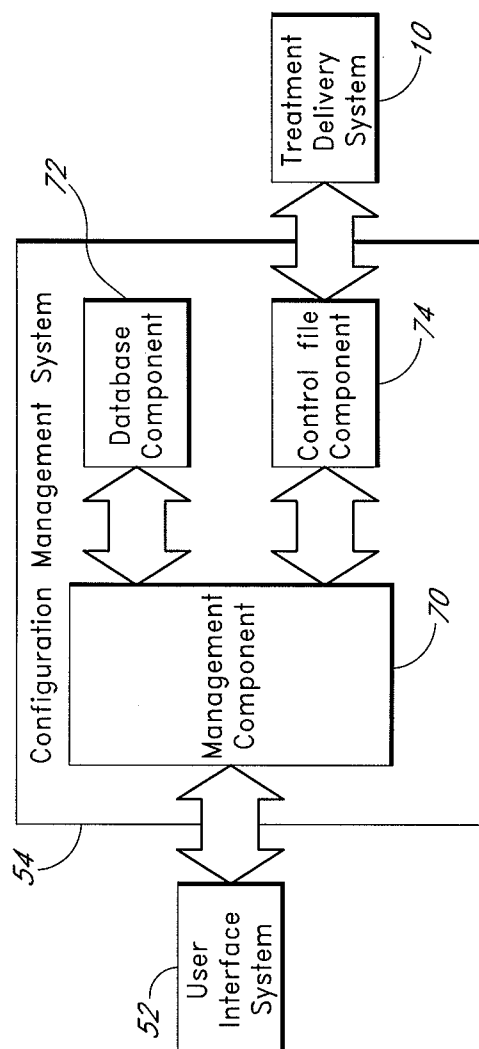 Configuration Management System
54
72
Database
Component
Management
Component
70
Control file
Component
74
52
User
Interface
System
Treatment
Delivery
System
10